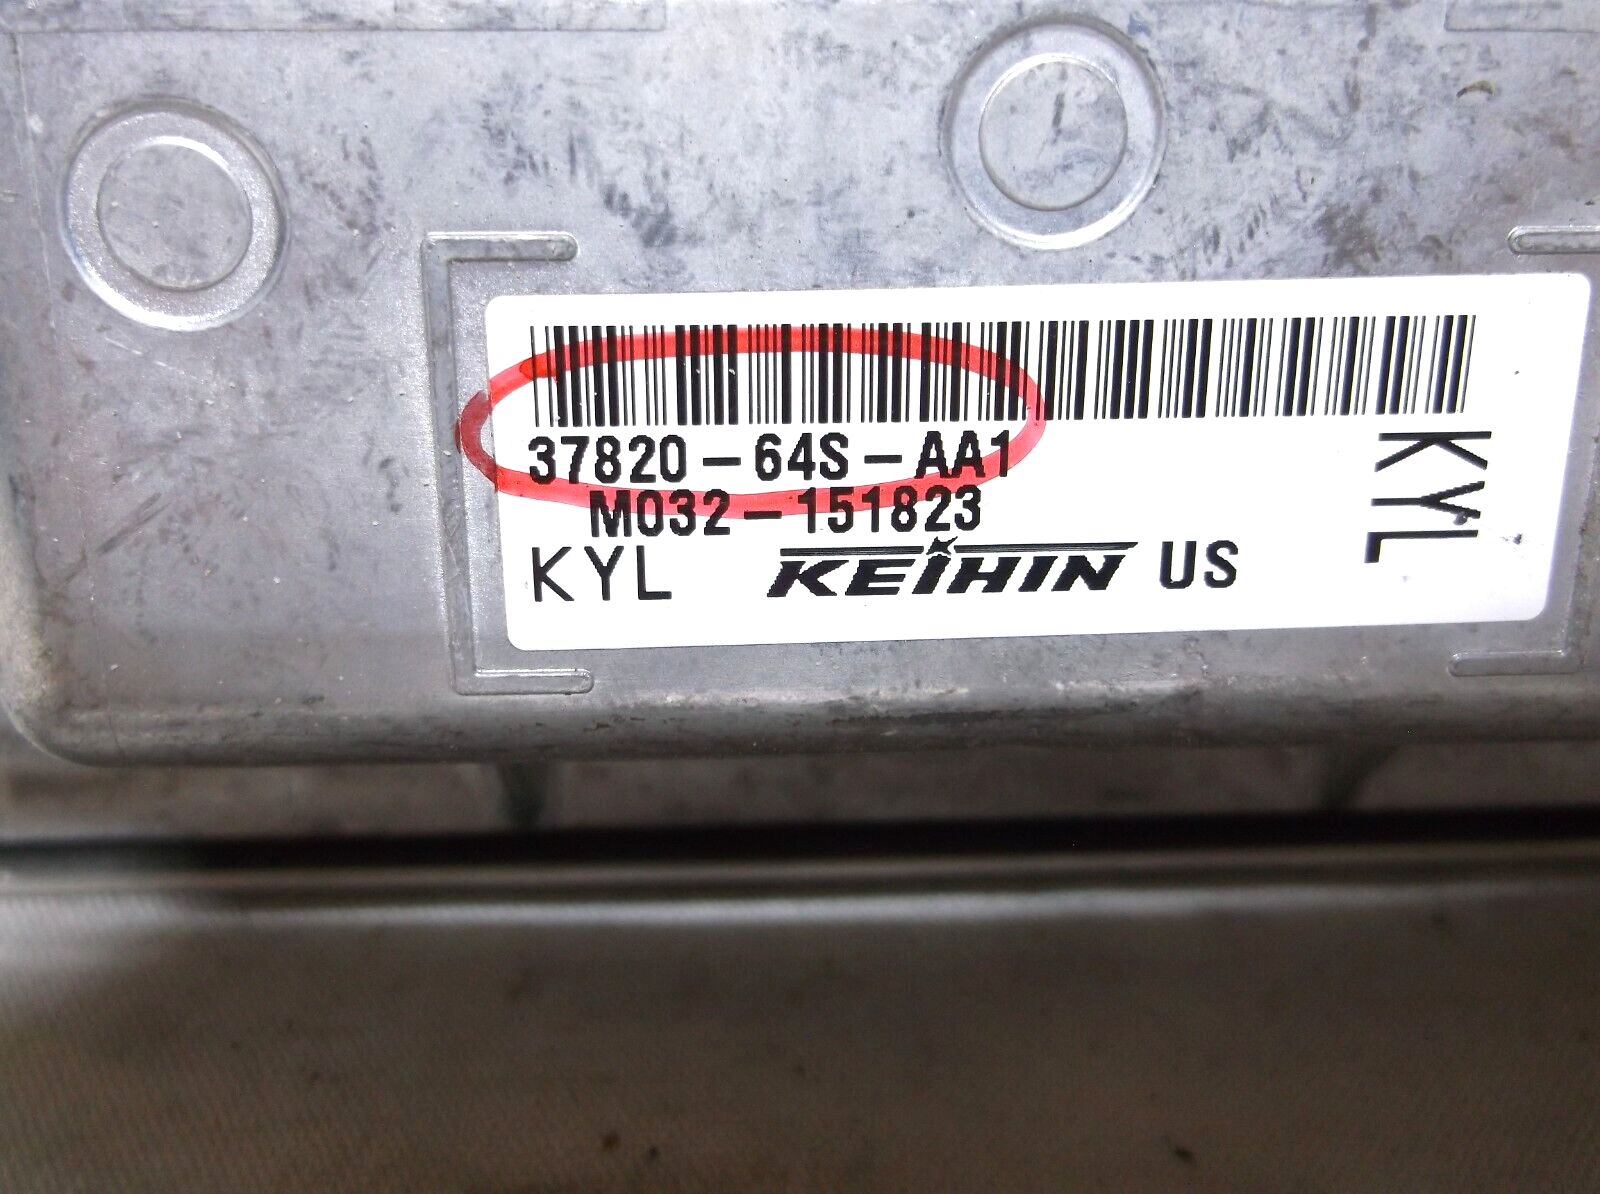 37820-64S-AA1
M032-151823
KYL KEIHIN US
KYL